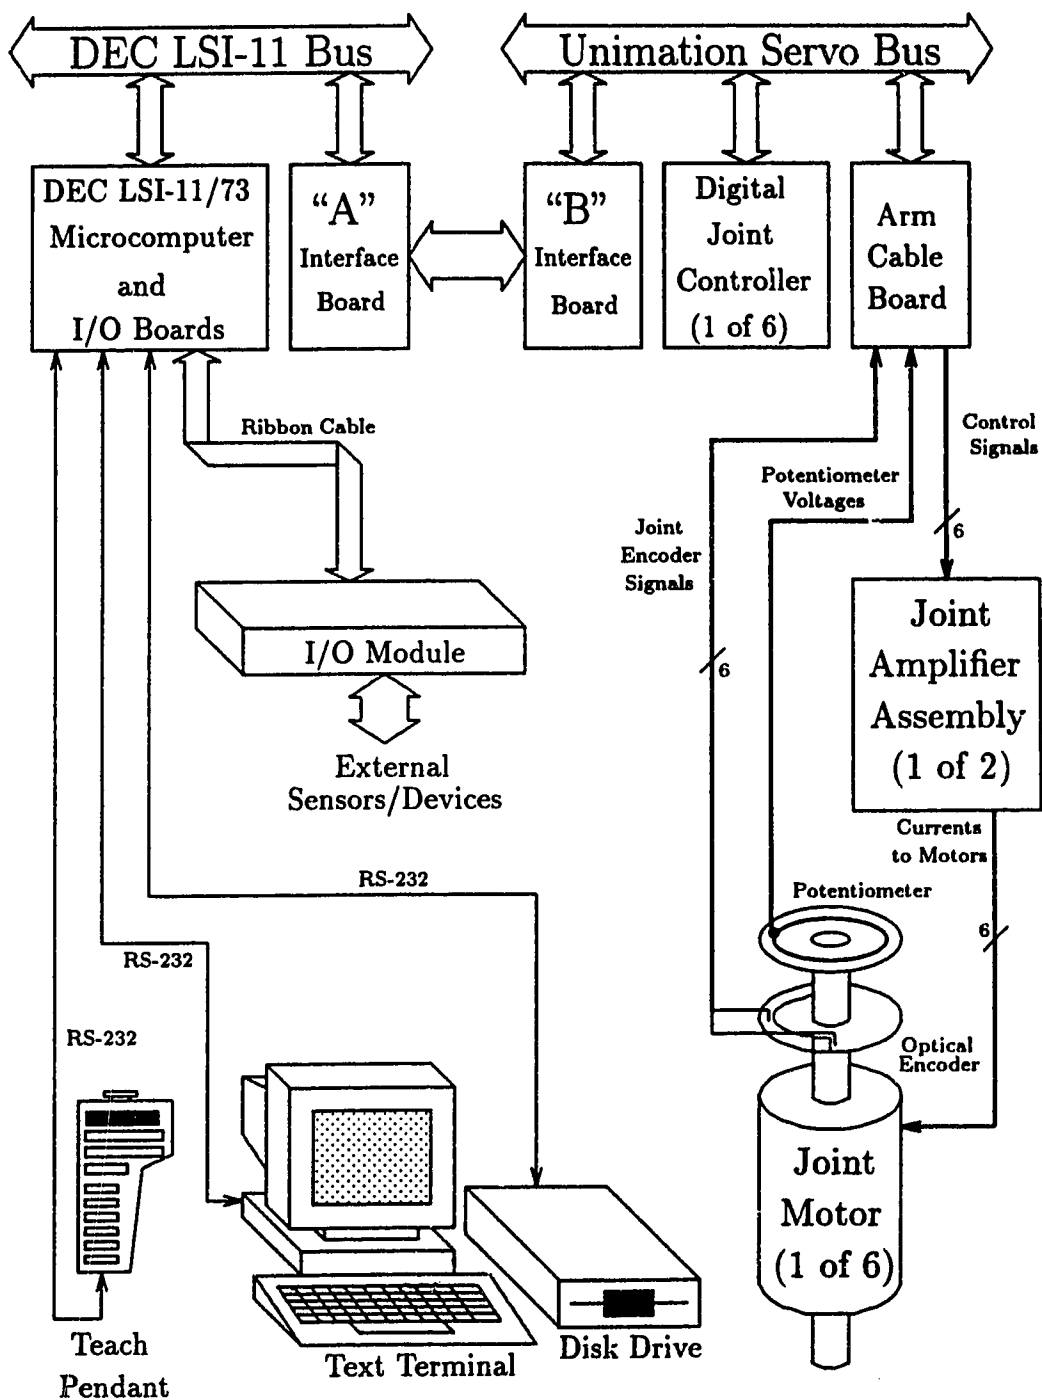 DEC LSI-11 Bus
Unimation Servo Bus
DEC LSI-11/73
Microcomputer
and
I/O Boards
“A”
Interface
Board
“B”
Interface
Board
Digital
Joint
Controller
(1 of 6)
Arm
Cable
Board
Ribbon Cable
Control
Signals
Potentiometer
Voltages
6
Joint
Encoder
Signals
6
I/O Module
External
Sensors/Devices
Joint
Amplifier
Assembly
(1 of 2)
Currents
to Motors
6
Potentiometer
Optical
Encoder
Joint
Motor
(1 of 6)
RS-232
RS-232
RS-232
Teach
Pendant
Text Terminal
Disk Drive